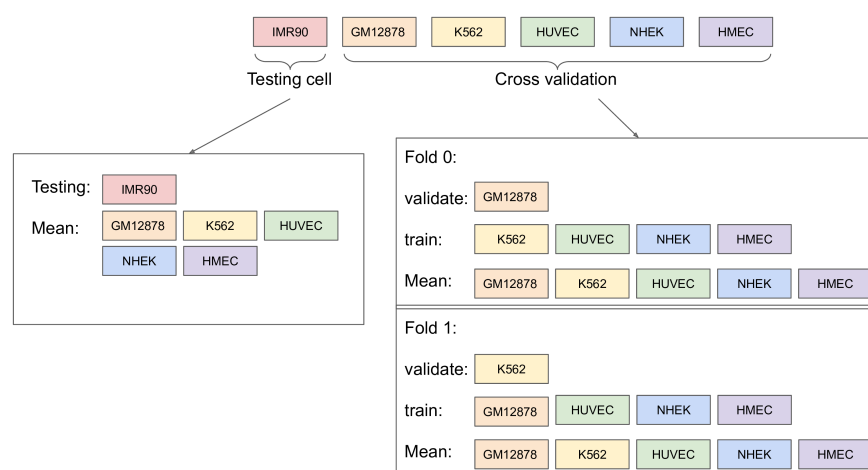 IMR90 GM12878 K562 HUVEC NHEK HMEC
Testing cell Cross validation
Testing: IMR90
Mean: GM12878 K562 HUVEC
NHEK HMEC
Fold 0:
validate: GM12878
train: K562 HUVEC NHEK HMEC
Mean: GM12878 K562 HUVEC NHEK HMEC
Fold 1:
validate: K562
train: GM12878 HUVEC NHEK HMEC
Mean: GM12878 K562 HUVEC NHEK HMEC